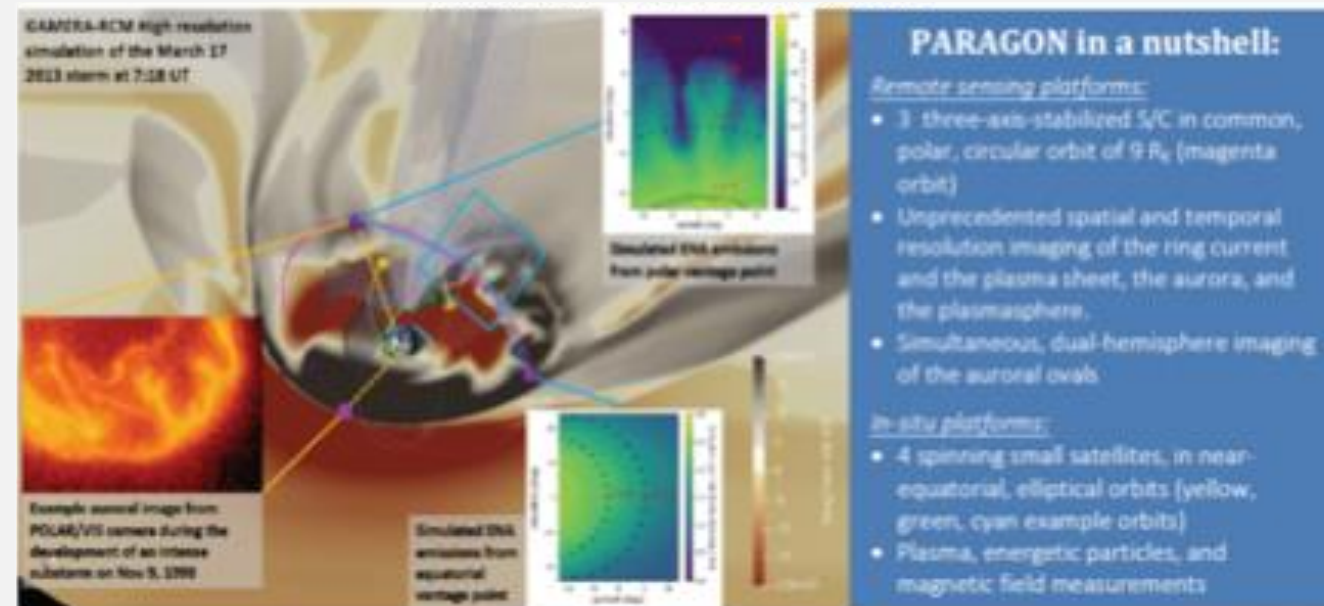 GAMERA-RCM High resolution
simulation of the March 17
2013 storm at 7:18 UT
Simulated ENA emissions
from polar vantage point
Example auroral image from
POLAR/VIS camera during the
development of an intense
substorm on Nov 9, 1998
Simulated ENA
emissions from
equatorial
vantage point
PARAGON in a nutshell:
Remote sensing platforms:
• 3 three-axis-stabilized S/C in common,
polar, circular orbit of 9 RE (magenta
orbit)
• Unprecedented spatial and temporal
resolution imaging of the ring current
and the plasma sheet, the aurora, and
the plasmasphere.
• Simultaneous, dual-hemisphere imaging
of the auroral ovals
In-situ platforms:
• 4 spinning small satellites, in near-
equatorial, elliptical orbits (yellow,
green, cyan example orbits)
• Plasma, energetic particles, and
magnetic field measurements